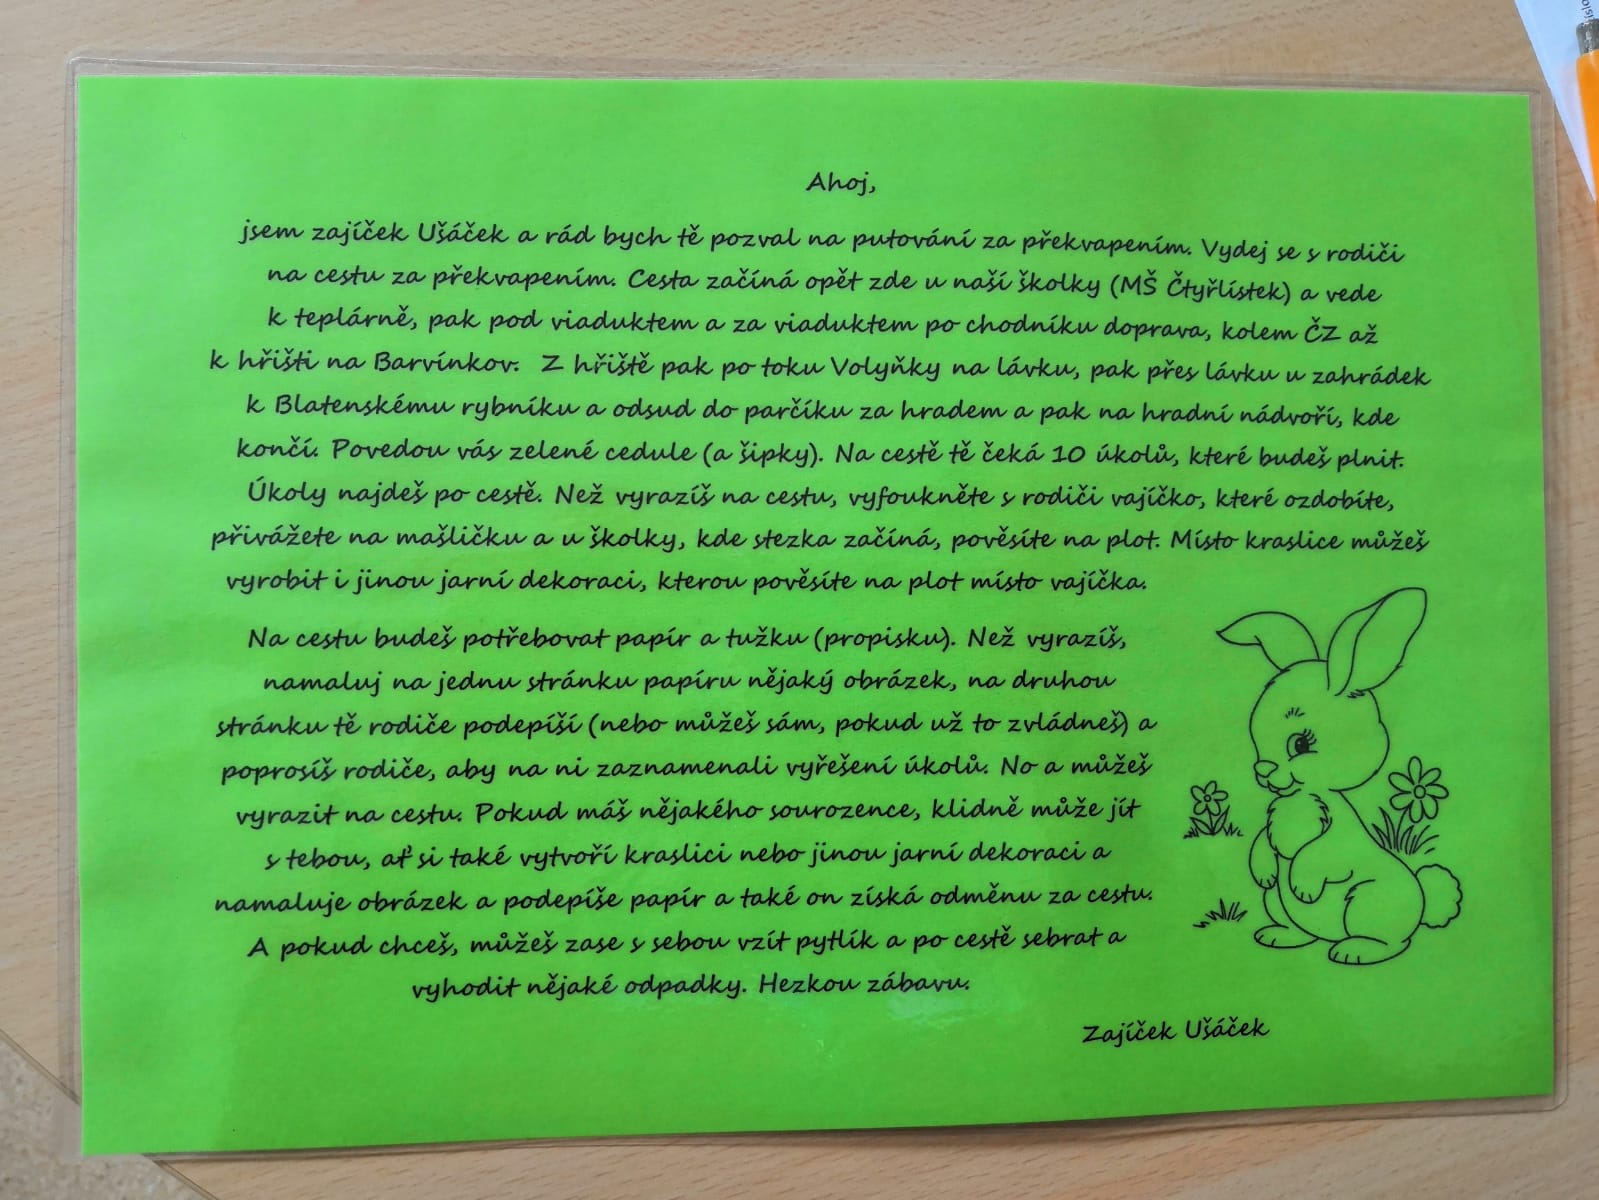 Ahoj,
jsem zajíček Ušáček a rád bych tě pozval na putování za překvapením. Vydej se s rodiči
na cestu za překvapením. Cesta začíná opět zde u naší školky (MŠ Čtyřlístek) a vede
k teplárně, pak pod viaduktem a za viaduktem po chodníku doprava, kolem ČZ až
k hřišti na Barvínkov. Z hřiště pak po toku Volyňky na lávku, pak přes lávku u zahrádek
k Blatenskému rybníku a odsud do parčíku za hradem a pak na hradní nádvoří, kde
končí. Povedou vás zelené cedule (a šipky). Na cestě tě čeká 10 úkolů, které budeš plnit.
Úkoly najdeš po cestě. Než vyrazíš na cestu, vyfoukněte s rodiči vajíčko, které ozdobíte,
přivážete na mašličku a u školky, kde stezka začíná, pověsíte na plot. Místo kraslice můžeš
vyrobit i jinou jarní dekoraci, kterou pověsíte na plot místo vajíčka.
Na cestu budeš potřebovat papír a tužku (propisku). Než vyrazíš,
namaluj na jednu stránku papíru nějaký obrázek, na druhou
stránku tě rodiče podepíší (nebo můžeš sám, pokud už to zvládneš) a
poprosíš rodiče, aby na ni zaznamenali vyřešení úkolů. No a můžeš
vyrazit na cestu. Pokud máš nějakého sourozence, klidně může jít
s tebou, ať si také vytvoří kraslici nebo jinou jarní dekoraci a
namaluje obrázek a podepíše papír a také on získá odměnu za cestu.
A pokud chceš, můžeš zase s sebou vzít pytlík a po cestě sebrat a
vyhodit nějaké odpadky. Hezkou zábavu.
Zajíček Ušáček